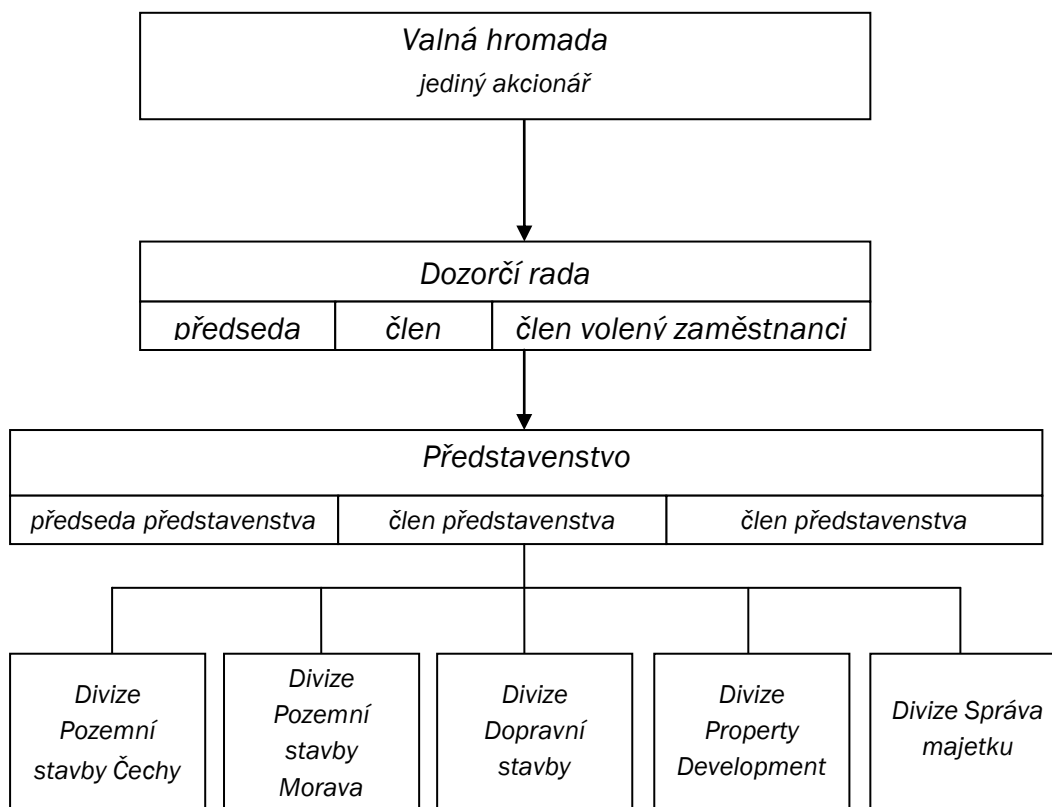 Valná hromada
jediný akcionář
Dozorčí rada
předseda
člen
člen volený zaměstnanci
Představenstvo
předseda představenstva
člen představenstva
člen představenstva
Divize
Pozemní
stavby Čechy
Divize
Pozemní
stavby
Morava
Divize
Dopravní
stavby
Divize
Property
Development
Divize Správa
majetku